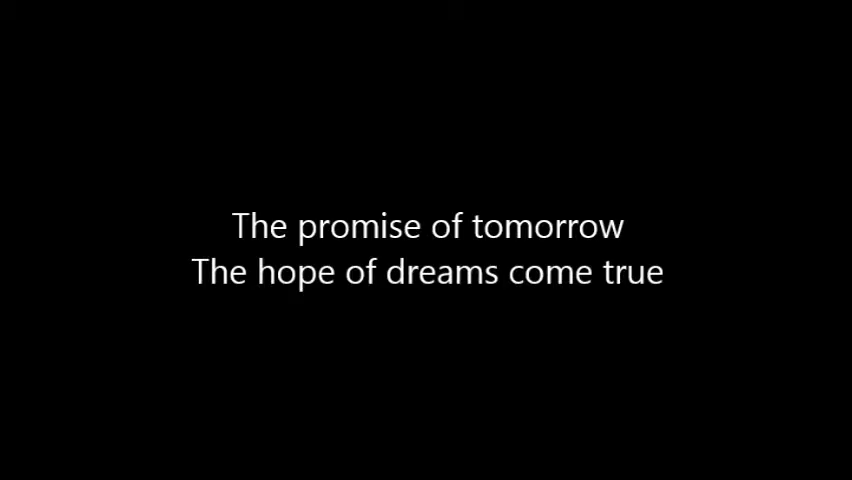 The promise of tomorrow
The hope of dreams come true